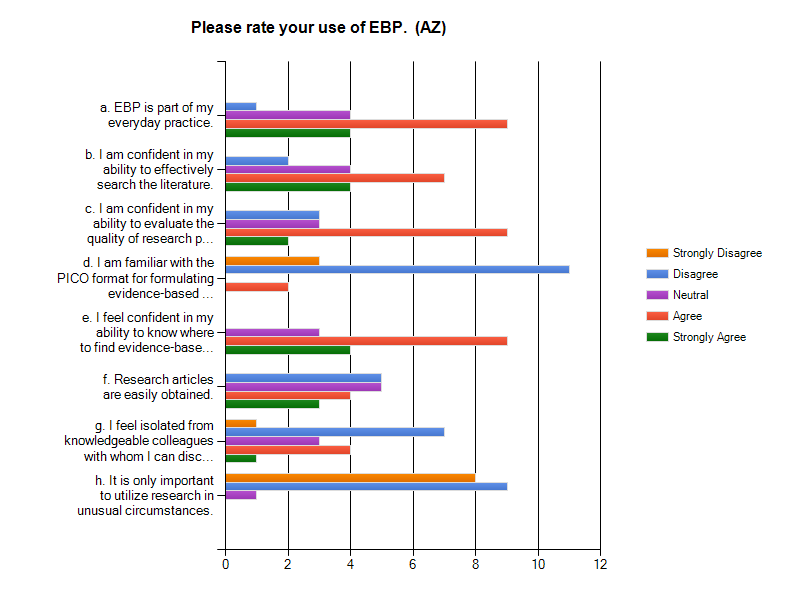 Please rate your use of EBP.  (AZ)
a. EBP is part of my
everyday practice.
b. I am confident in my
ability to effectively
search the literature.
c. I am confident in my
ability to evaluate the
quality of research p...
d. I am familiar with the
PICO format for formulating
evidence-based ...
e. I feel confident in my
ability to know where
to find evidence-base...
f. Research articles
are easily obtained.
g. I feel isolated from
knowledgeable colleagues
with whom I can disc...
h. It is only important
to utilize research in
unusual circumstances.
0 2 4 6 8 10 12
Strongly Disagree
Disagree
Neutral
Agree
Strongly Agree